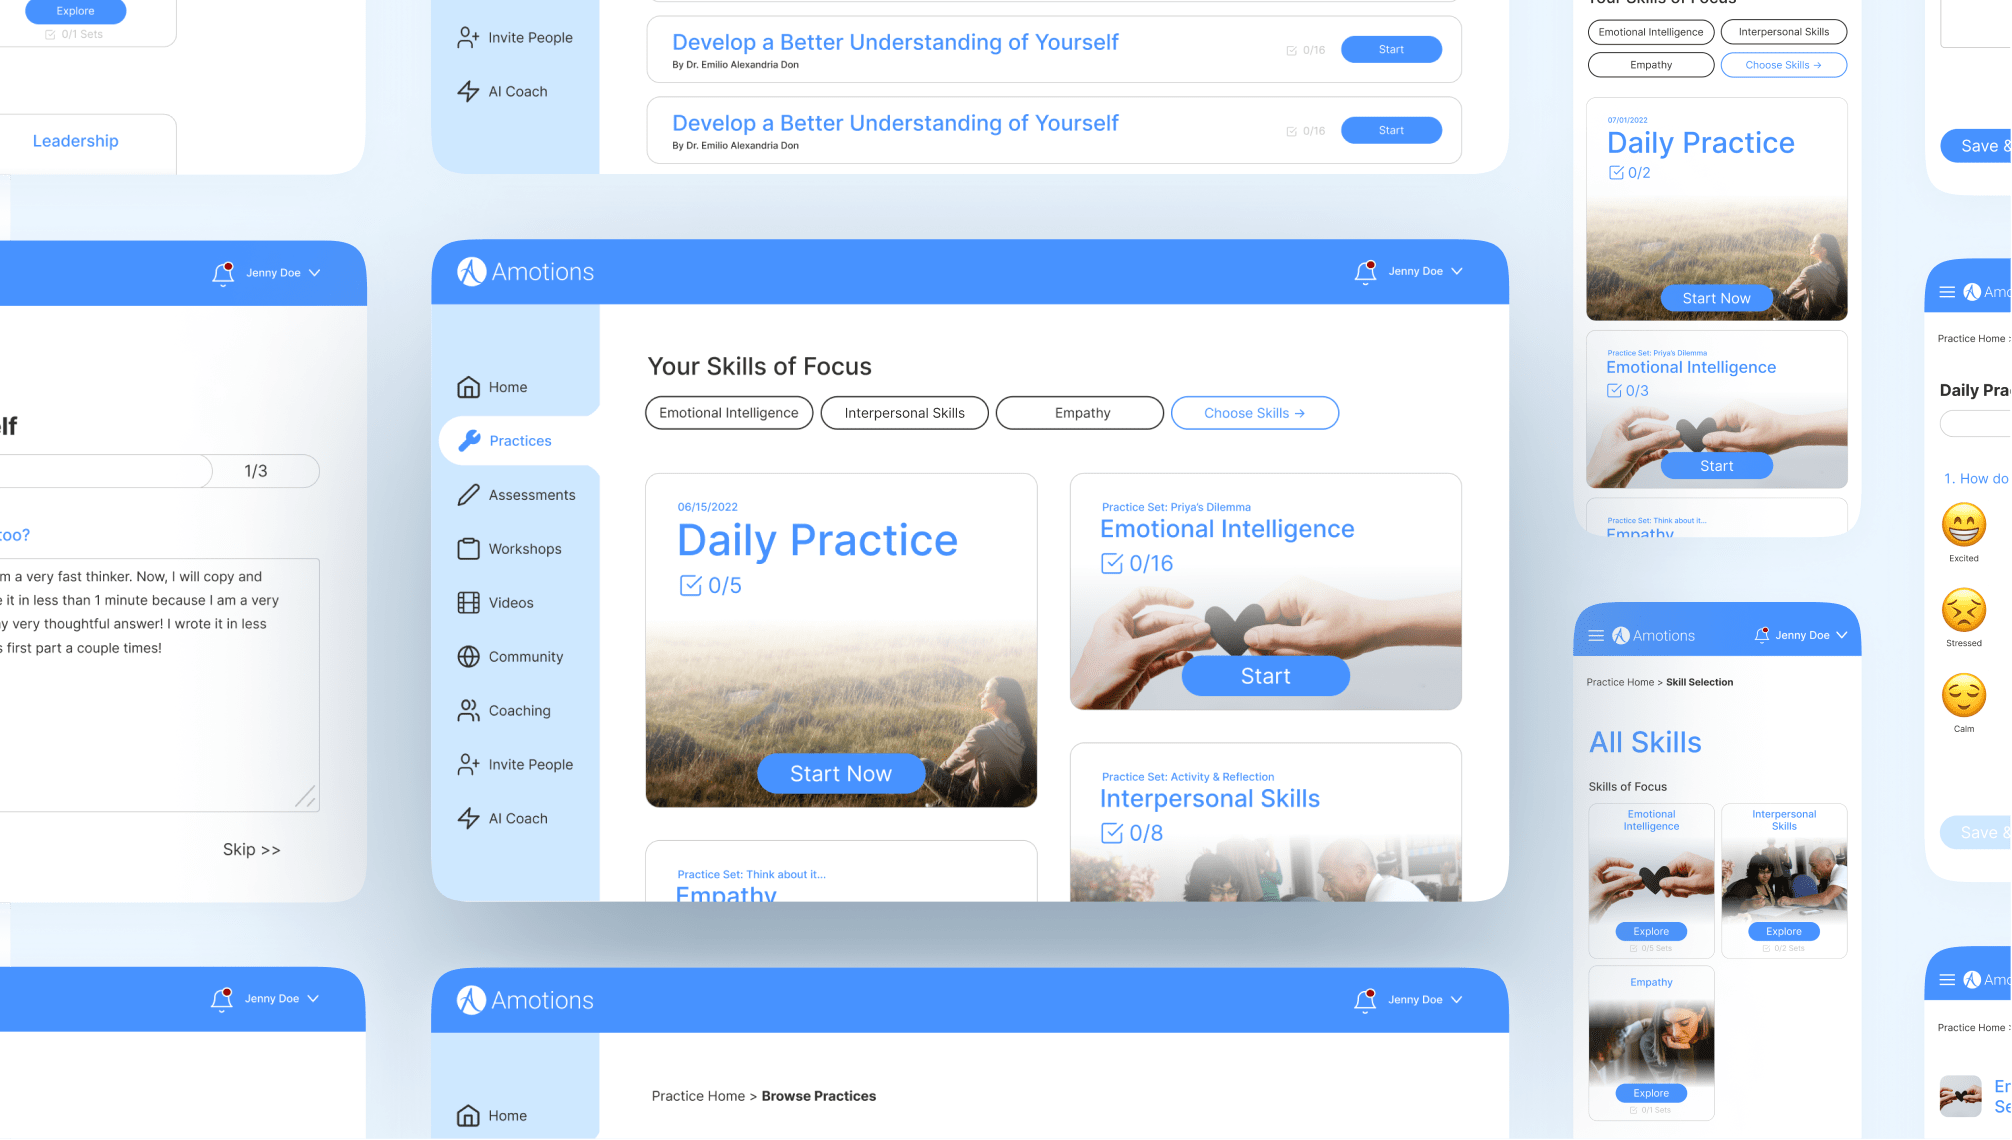 Explore
0/1 Sets
Leadership
Invite People
AI Coach
Develop a Better Understanding of Yourself
By Dr. Emilio Alexandria Don
0/16
Start
Develop a Better Understanding of Yourself
By Dr. Emilio Alexandria Don
0/16
Start
Your Skills of Focus
Emotional Intelligence
Interpersonal Skills
Empathy
Choose Skills →
07/01/2022
Daily Practice
0/2
Start Now
Practice Set: Priya's Dilemma
Emotional Intelligence
0/3
Start
Practice Set: Think about it...
Empathy
Save &
Jenny Doe
elf
1/3
too?
m a very fast thinker. Now, I will copy and
e it in less than 1 minute because I am a very
y very thoughtful answer! I wrote it in less
s first part a couple times!
Skip >>
Amotions
Jenny Doe
Home
Practices
Assessments
Workshops
Videos
Community
Coaching
Invite People
AI Coach
Your Skills of Focus
Emotional Intelligence
Interpersonal Skills
Empathy
Choose Skills →
06/15/2022
Daily Practice
0/5
Start Now
Practice Set: Priya's Dilemma
Emotional Intelligence
0/16
Start
Practice Set: Think about it...
Empathy
Practice Set: Activity & Reflection
Interpersonal Skills
0/8
Amotions
Jenny Doe
Practice Home > Skill Selection
All Skills
Skills of Focus
Emotional
Intelligence
Explore
0/5 Sets
Interpersonal
Skills
Explore
0/2 Sets
Empathy
Explore
0/1 Sets
Amo
Practice Home >
Daily Pra
1. How do
Excited
Stressed
Calm
Save &
Jenny Doe
Amotions
Jenny Doe
Home
Practice Home > Browse Practices
Amo
Practice Home >
Em
Se